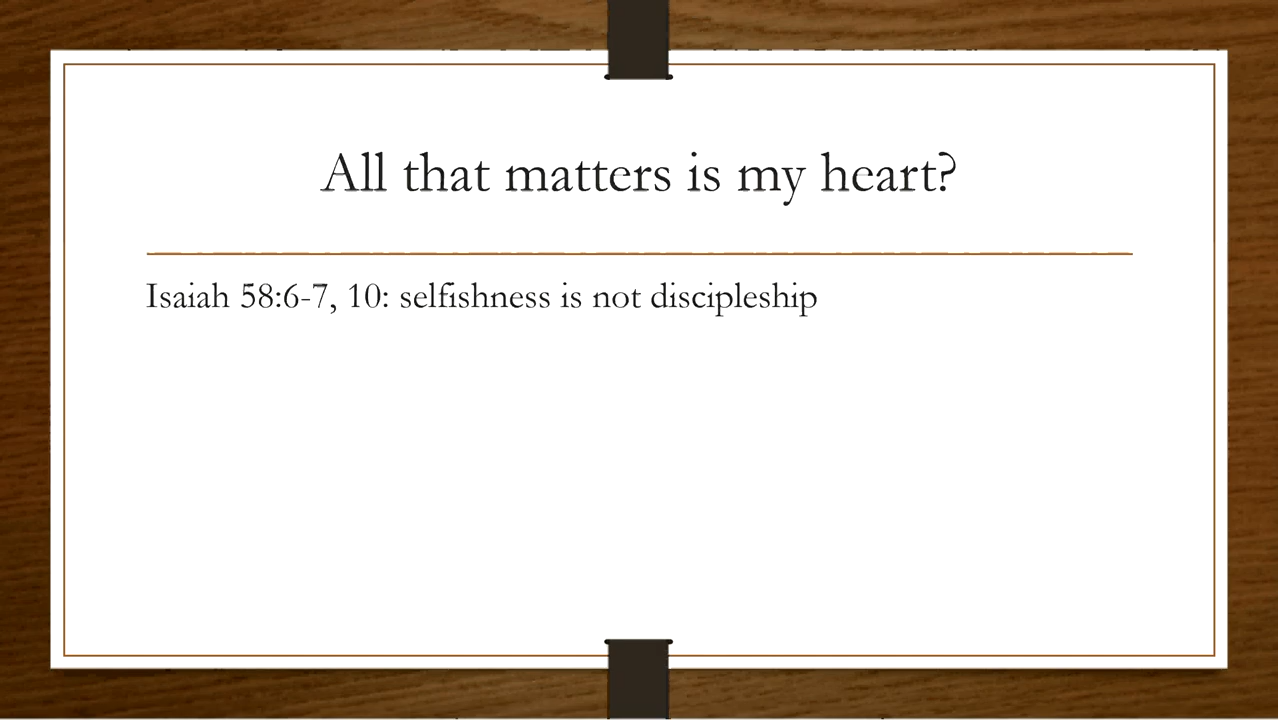 All that matters is my heart?
Isaiah 58:6-7, 10: selfishness is not discipleship